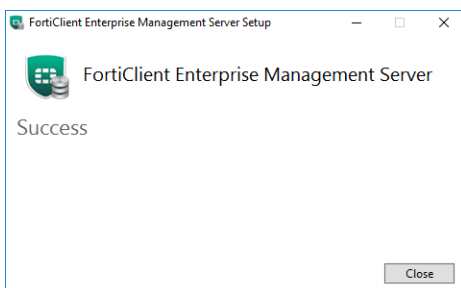 FortiClient Enterprise Management Server Setup
FortiClient Enterprise Management Server
Success
Close